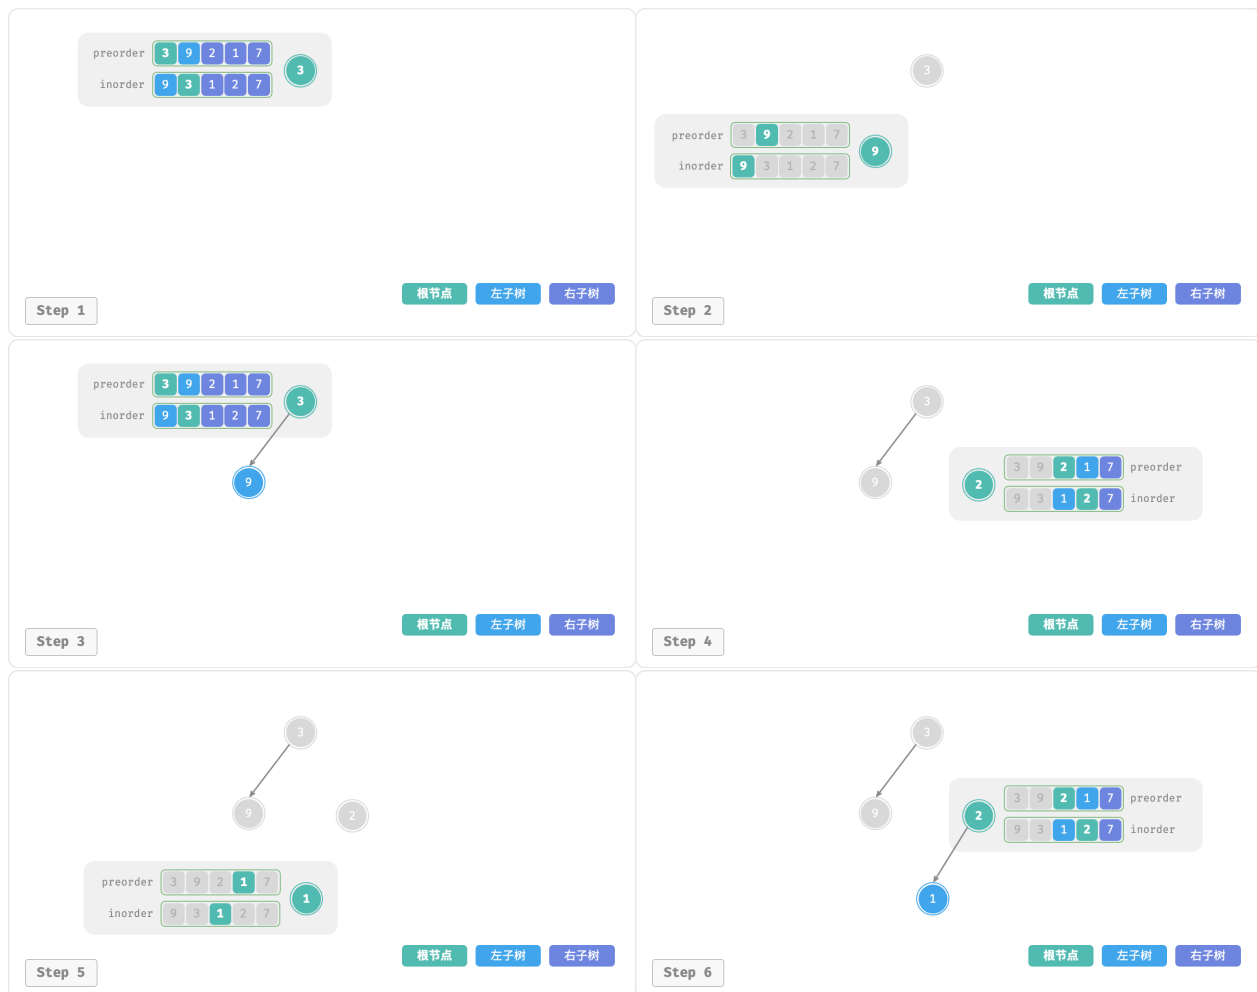 preorder 3 9 2 1 7
3
inorder 9 3 1 2 7
根节点 左子树 右子树
Step 1
3
preorder 3 9 2 1 7
9
inorder 9 3 1 2 7
根节点 左子树 右子树
Step 2
preorder 3 9 2 1 7
3
inorder 9 3 1 2 7
9
根节点 左子树 右子树
Step 3
3
9
2
3 9 2 1 7 preorder
9 3 1 2 7 inorder
根节点 左子树 右子树
Step 4
3
9 2
preorder 3 9 2 1 7
1
inorder 9 3 1 2 7
根节点 左子树 右子树
Step 5
3
9
2
3 9 2 1 7 preorder
9 3 1 2 7 inorder
1
根节点 左子树 右子树
Step 6